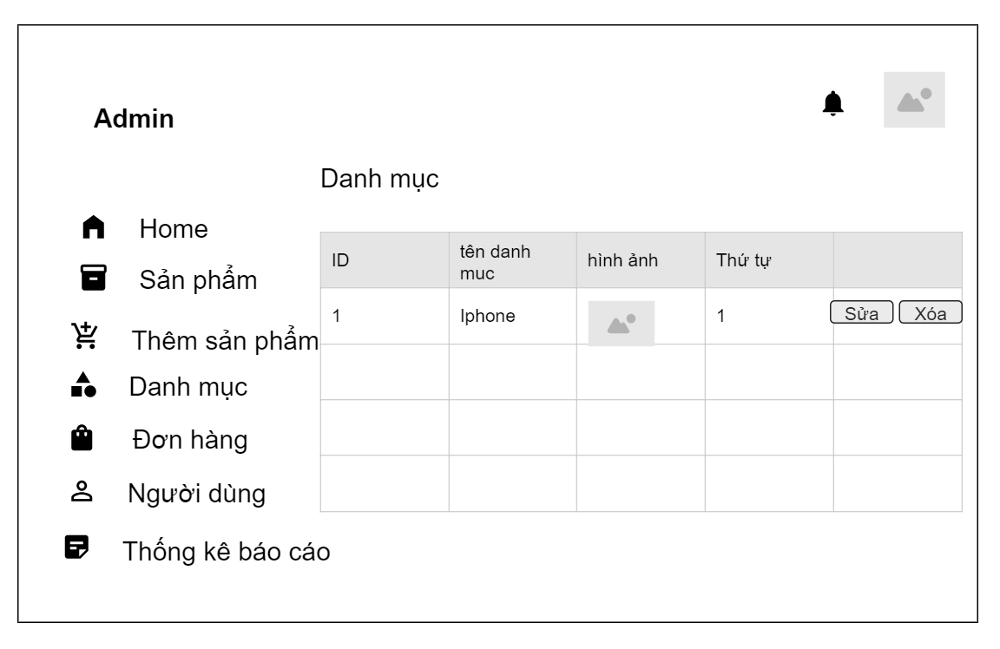 Admin
Danh mục
Home
Sản phẩm
Thêm sản phẩm
Danh mục
Đơn hàng
Người dùng
Thống kê báo cáo
ID
tên danh
muc
hình ảnh
Thứ tự
1
Iphone
1
Sửa
Xóa